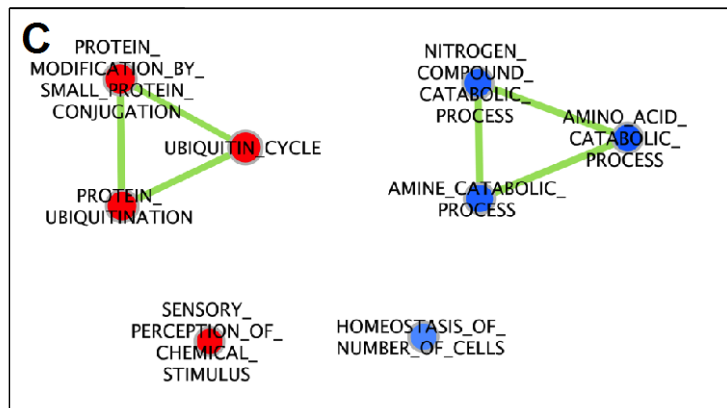 C
PROTEIN_
MODIFICATION_BY_
SMALL_PROTEIN_
CONJUGATION
UBIQUITIN_CYCLE
PROTEIN_
UBIQUITINATION
NITROGEN_
COMPOUND_
CATABOLIC_
PROCESS
AMINO_ACID_
CATABOLIC_
PROCESS
AMINE_CATABOLIC_
PROCESS
SENSORY_
PERCEPTION_OF_
CHEMICAL_
STIMULUS
HOMEOSTASIS_OF_
NUMBER_OF_CELLS